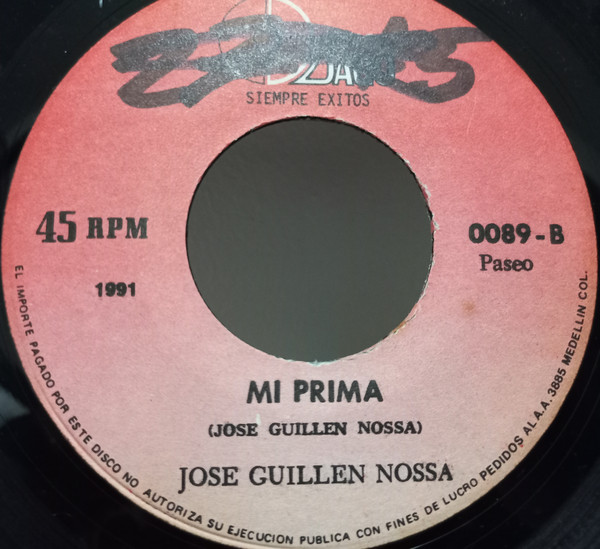 SIEMPRE EXITOS
45 RPM
0089-B
Paseo
1991
MI PRIMA
(JOSE GUILLEN NOSSA)
JOSE GUILLEN NOSSA
EL IMPORTE PAGADO POR ESTE DISCO NO AUTORIZA SU EJECUCION PUBLICA CON FINES DE LUCRO PEDIDOS AL A.A. 3885 MEDELLIN COL.